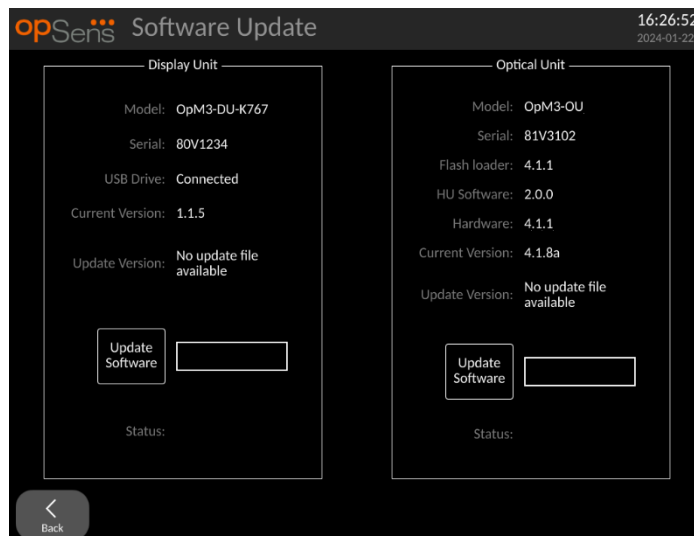 opSens Software Update
16:26:52
2024-01-22
Display Unit
Model: OpM3-DU-K767
Serial: 80V1234
USB Drive: Connected
Current Version: 1.1.5
Update Version: No update file
available
Update
Software
Status:
Optical Unit
Model: OpM3-OU
Serial: 81V3102
Flash loader: 4.1.1
HU Software: 2.0.0
Hardware: 4.1.1
Current Version: 4.1.8a
Update Version: No update file
available
Update
Software
Status:
Back